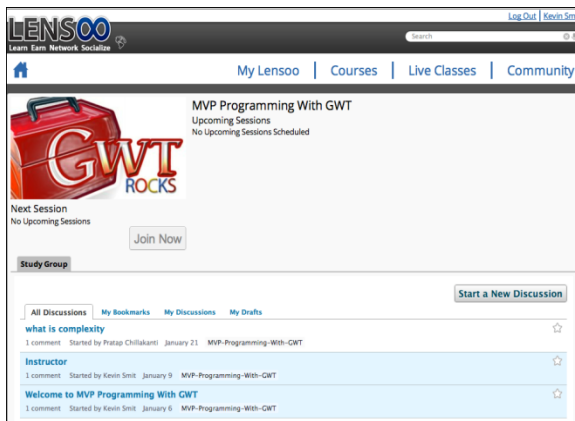 Log Out | Kevin Sm
LENSOO
Learn Earn Network Socialize
Search
My Lensoo | Courses | Live Classes | Community
MVP Programming With GWT
Upcoming Sessions
No Upcoming Sessions Scheduled
GWT
ROCKS
Next Session
No Upcoming Sessions
Join Now
Study Group
Start a New Discussion
All Discussions My Bookmarks My Discussions My Drafts
what is complexity
1 comment Started by Pratap Chillakanti January 21 MVP-Programming-With-GWT
Instructor
1 comment Started by Kevin Smit January 9 MVP-Programming-With-GWT
Welcome to MVP Programming With GWT
1 comment Started by Kevin Smit January 6 MVP-Programming-With-GWT